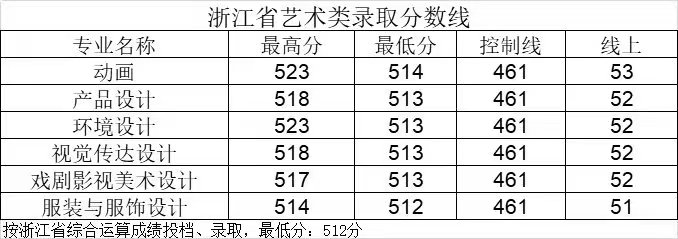 浙江省艺术类录取分数线
专业名称 最高分 最低分 控制线 线上
动画 523 514 461 53
产品设计 518 513 461 52
环境设计 523 513 461 52
视觉传达设计 518 513 461 52
戏剧影视美术设计 517 513 461 52
服装与服饰设计 514 512 461 51
按浙江省综合运算成绩投档、录取，最低分：512分